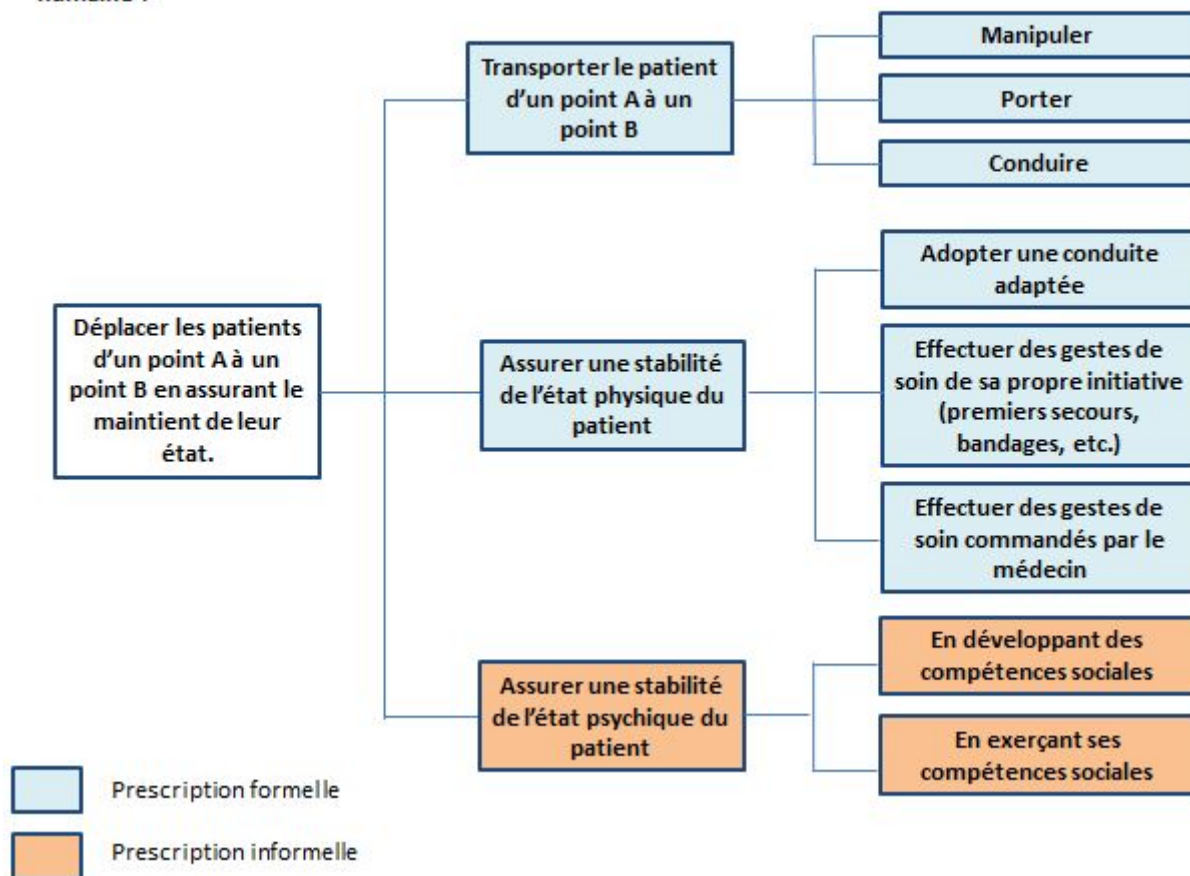 Transporter le patient
d'un point A à un
point B
Manipuler
Porter
Conduire
Déplacer les patients
d'un point A à un
point B en assurant le
maintient de leur
état.
Assurer une stabilité
de l'état physique du
patient
Adopter une conduite
adaptée
Effectuer des gestes de
soin de sa propre initiative
(premiers secours,
bandages, etc.)
Effectuer des gestes de
soin commandés par le
médecin
Assurer une stabilité
de l'état psychique du
patient
En développant des
compétences sociales
En exerçant ses
compétences sociales
Prescription formelle
Prescription informelle